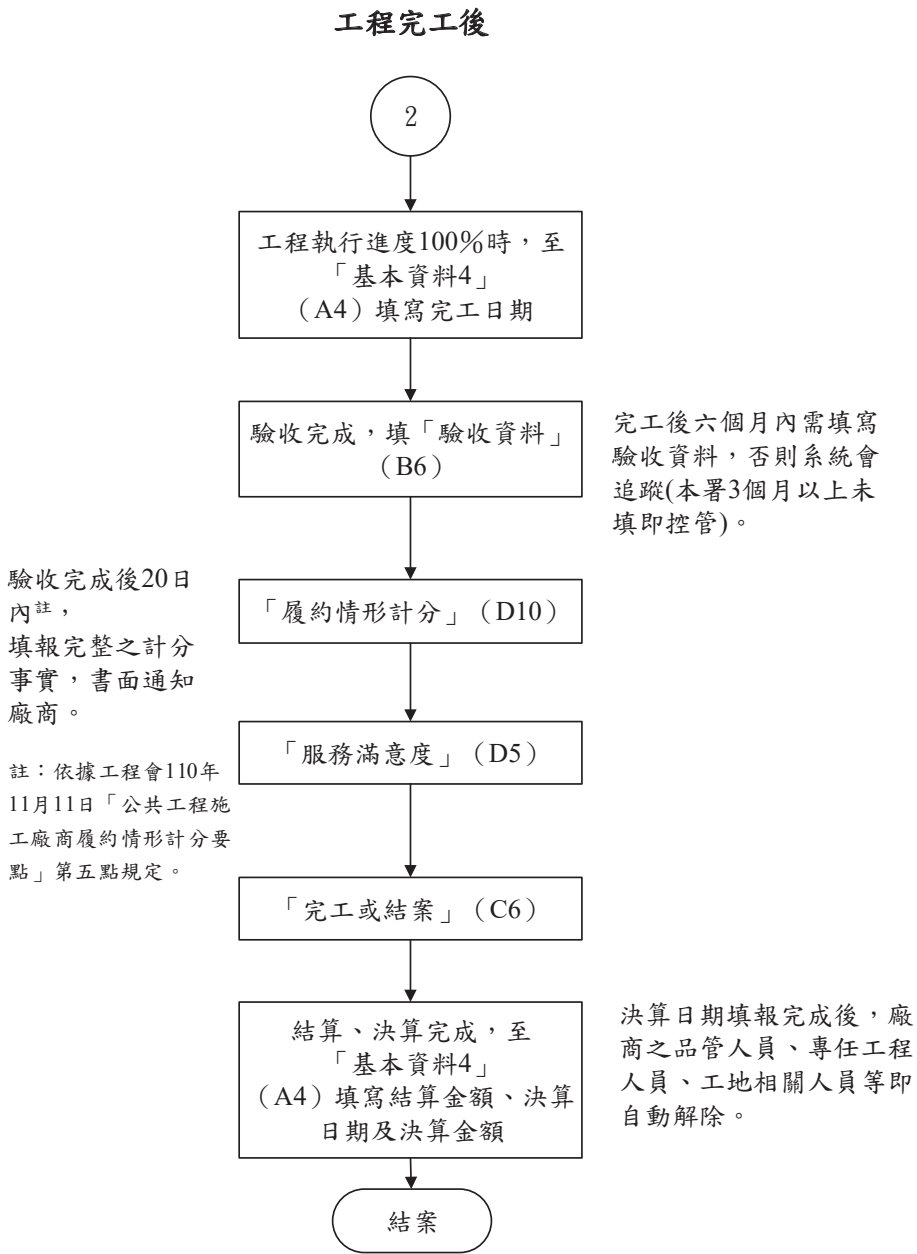 工程完工後
2
工程執行進度100%時，至
「基本資料4」
（A4）填寫完工日期
驗收完成，填「驗收資料」
（B6）
完工後六個月內需填寫
驗收資料，否則系統會
追蹤(本署3個月以上未
填即控管)。
驗收完成後20日
內註，
填報完整之計分
事實，書面通知
廠商。
「履約情形計分」（D10）
「服務滿意度」（D5）
註：依據工程會110年
11月11日「公共工程施
工廠商履約情形計分要
點」第五點規定。
「完工或結案」（C6）
結算、決算完成，至
「基本資料4」
（A4）填寫結算金額、決算
日期及決算金額
決算日期填報完成後，廠
商之品管人員、專任工程
人員、工地相關人員等即
自動解除。
結案